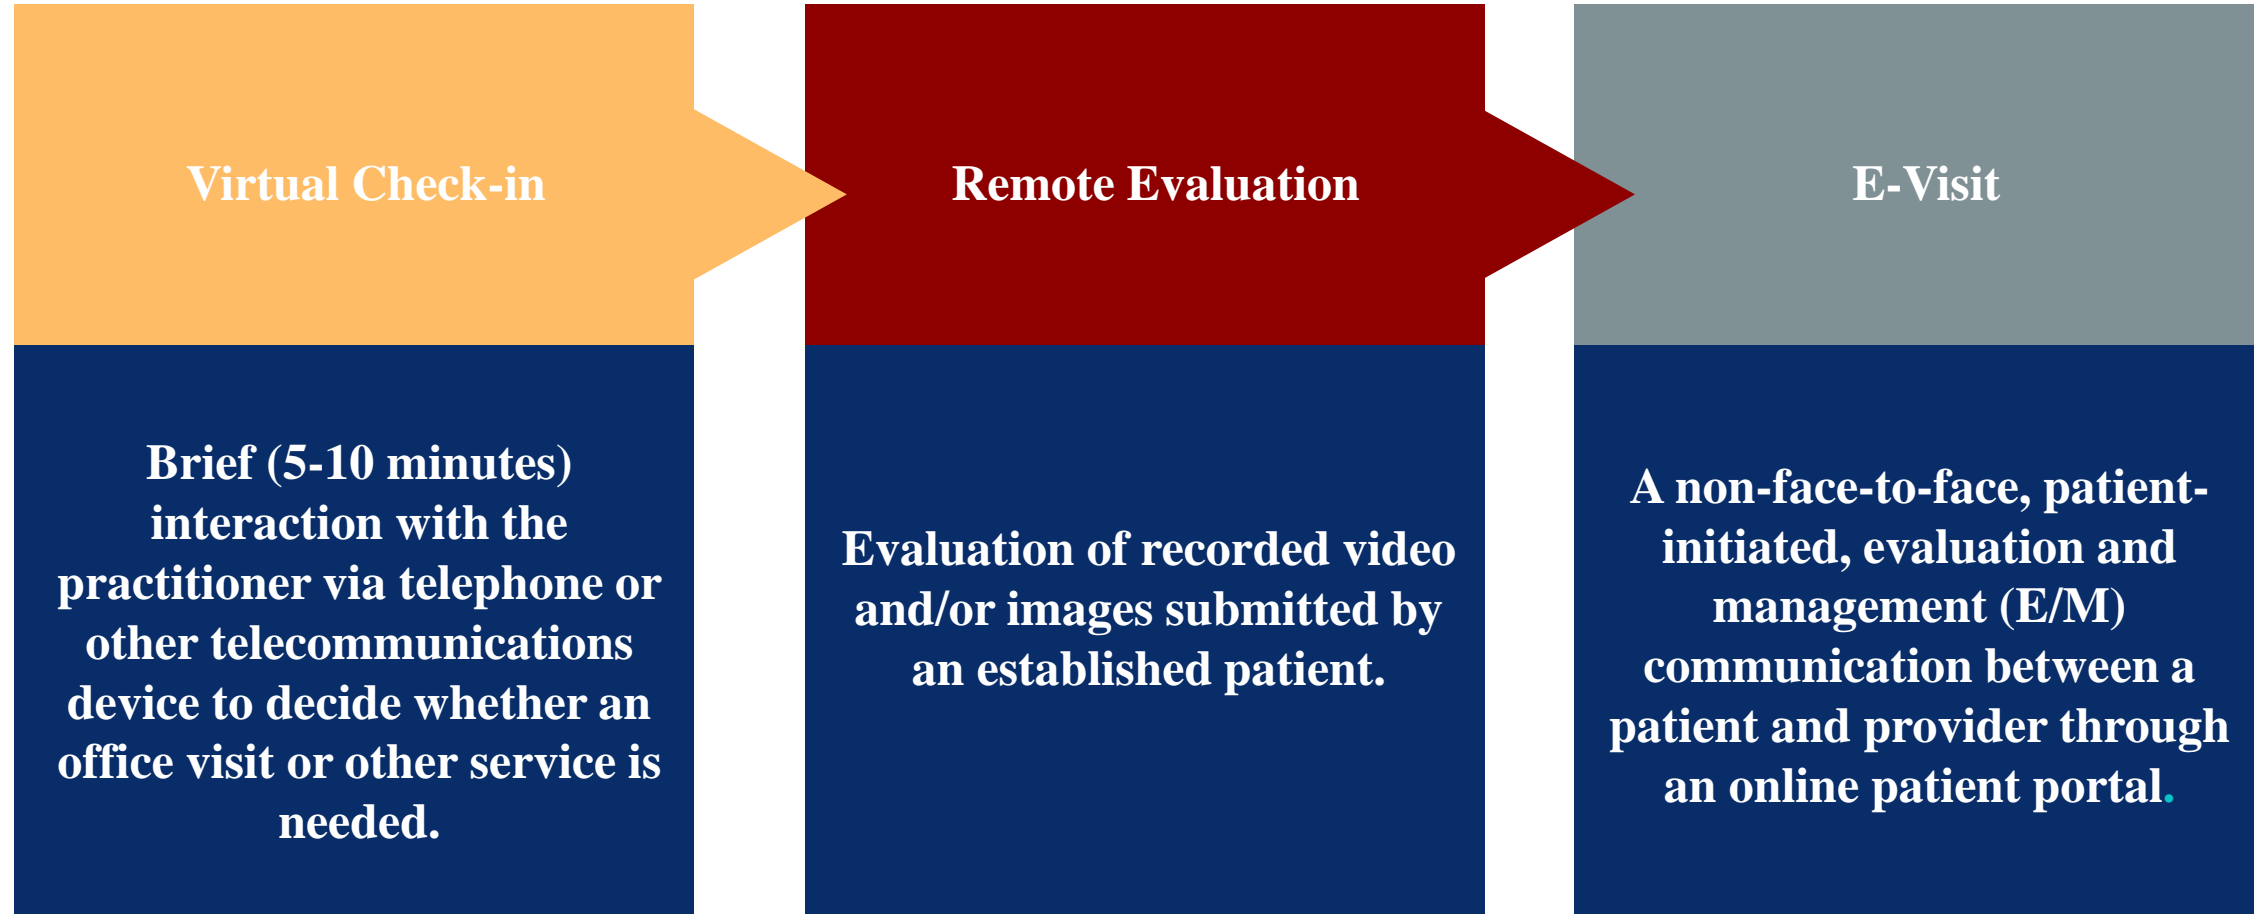 Virtual Check-in
Brief (5-10 minutes)
interaction with the
practitioner via telephone or
other telecommunications
device to decide whether an
office visit or other service is
needed.
Remote Evaluation
Evaluation of recorded video
and/or images submitted by
an established patient.
E-Visit
A non-face-to-face, patient-
initiated, evaluation and
management (E/M)
communication between a
patient and provider through
an online patient portal.